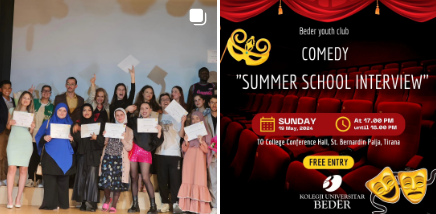 Beder youth club
COMEDY
"SUMMER SCHOOL INTERVIEW"
SUNDAY
19 May, 2024
At 17.00 PM
until 18.00 PM
TO College Conference Hall, St. Bernardin Palja, Tirana
FREE ENTRY
KOLEGJI UNIVERSITAR
BEDER